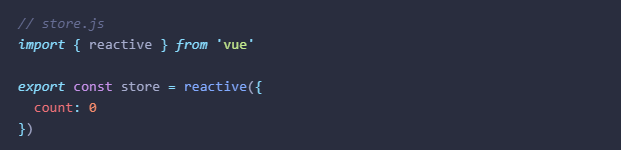 // store.js
import { reactive } from 'vue'

export const store = reactive({
  count: 0
})